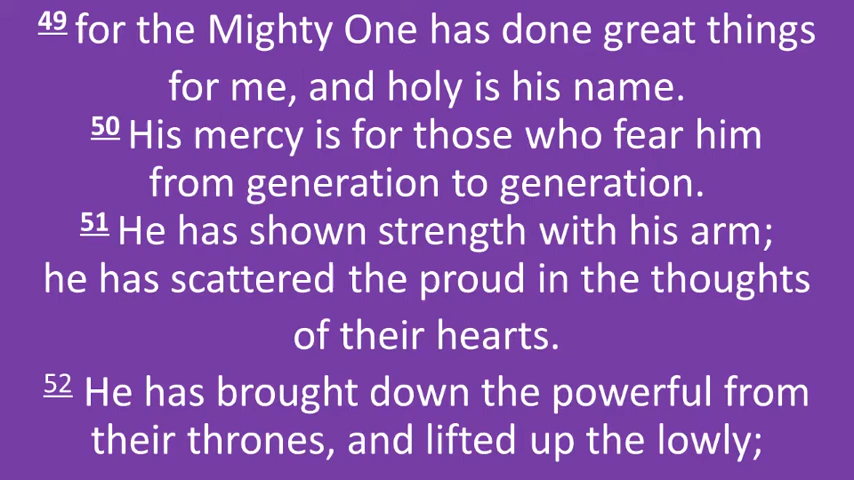 49 for the Mighty One has done great things
for me, and holy is his name.
50 His mercy is for those who fear him
from generation to generation.
51 He has shown strength with his arm;
he has scattered the proud in the thoughts
of their hearts.
52 He has brought down the powerful from
their thrones, and lifted up the lowly;